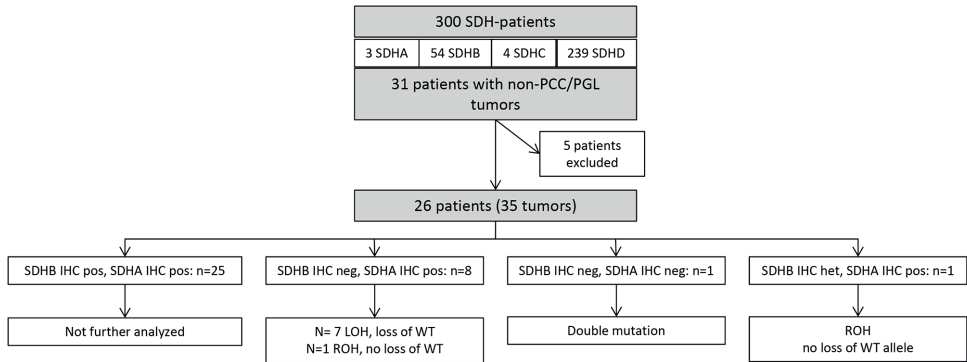 300 SDH-patients
3 SDHA
54 SDHB
4 SDHC
239 SDHD
31 patients with non-PCC/PGL
tumors
5 patients
excluded
26 patients (35 tumors)
SDHB IHC pos, SDHA IHC pos: n=25
SDHB IHC neg, SDHA IHC pos: n=8
SDHB IHC neg, SDHA IHC neg: n=1
SDHB IHC het, SDHA IHC pos: n=1
Not further analyzed
N= 7 LOH, loss of WT
N=1 ROH, no loss of WT
Double mutation
ROH
no loss of WT allele